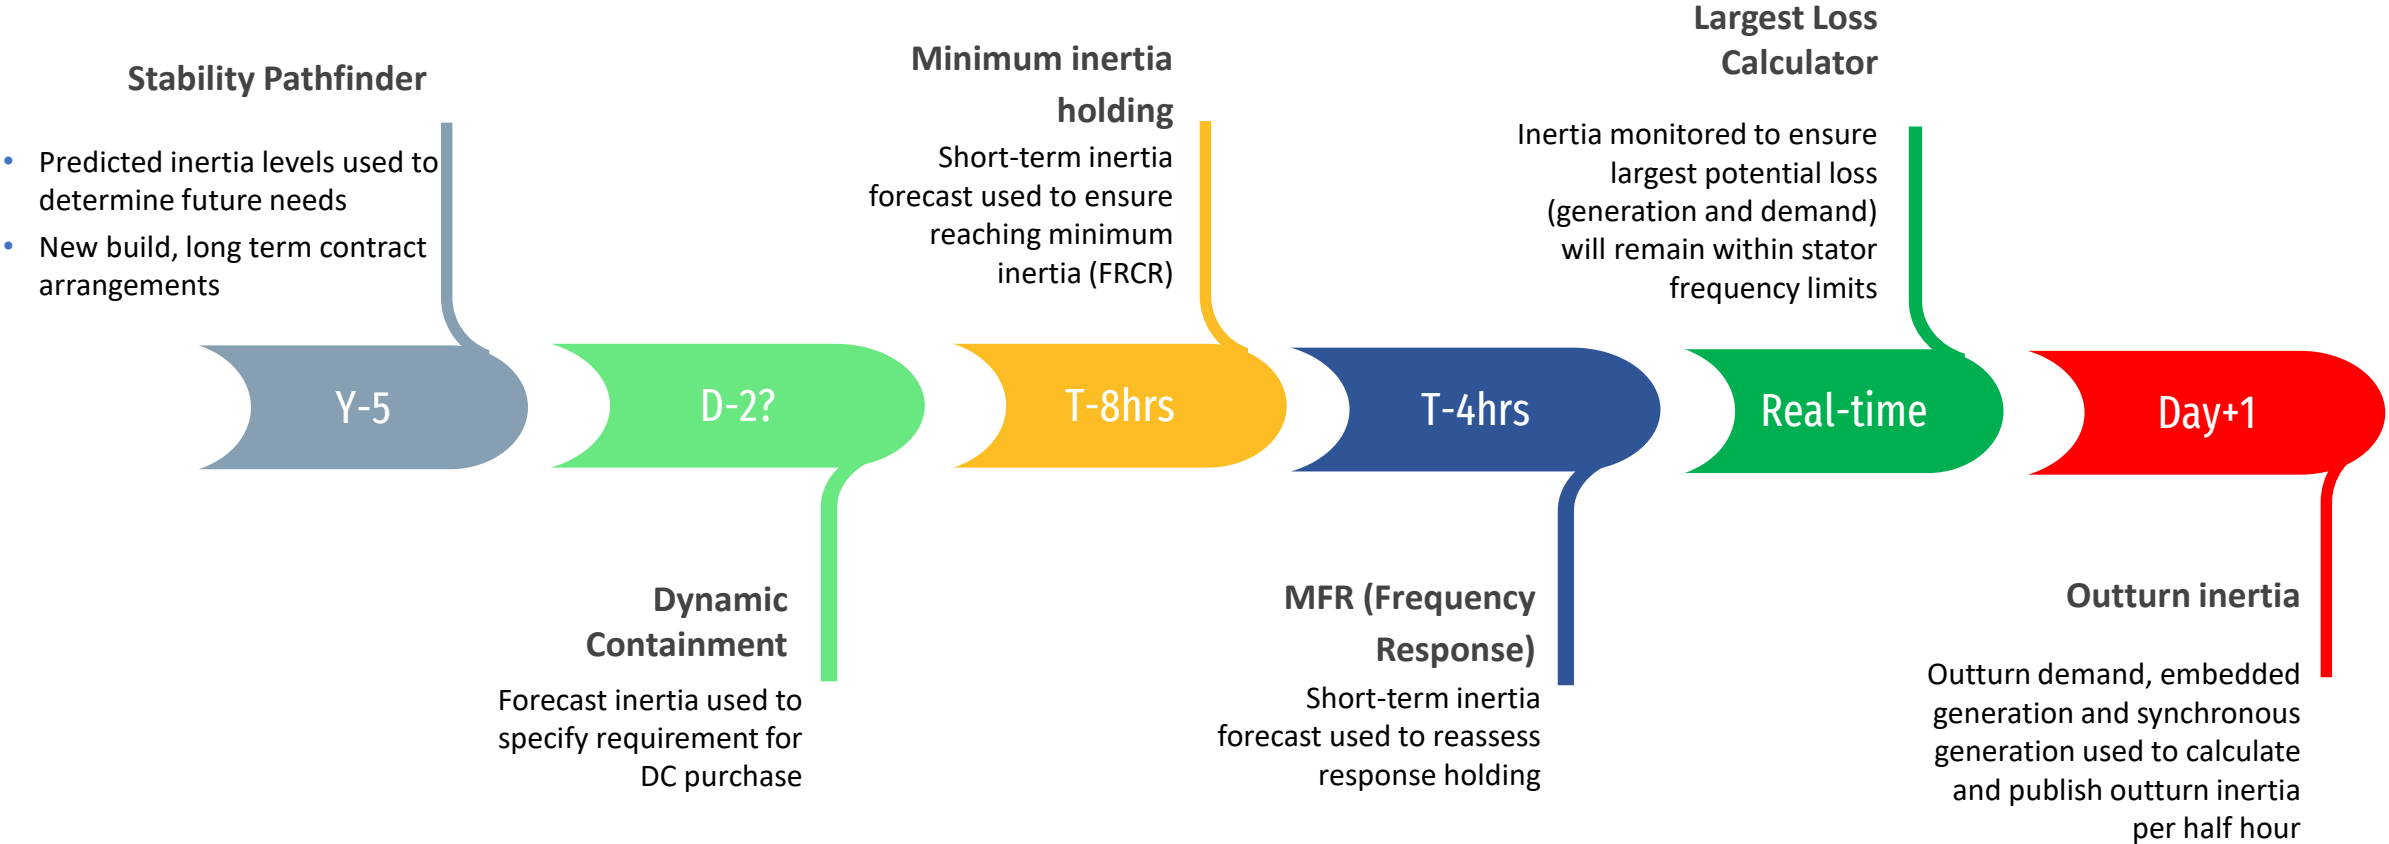 Stability Pathfinder
• Predicted inertia levels used to
determine future needs
• New build, long term contract
arrangements
Y-5
D-2?
Dynamic
Containment
Forecast inertia used to
specify requirement for
DC purchase
Minimum inertia
holding
Short-term inertia
forecast used to ensure
reaching minimum
inertia (FRCR)
T-8hrs
T-4hrs
MFR (Frequency
Response)
Short-term inertia
forecast used to reassess
response holding
Largest Loss
Calculator
Inertia monitored to ensure
largest potential loss
(generation and demand)
will remain within stator
frequency limits
Real-time
Day+1
Outturn inertia
Outturn demand, embedded
generation and synchronous
generation used to calculate
and publish outturn inertia
per half hour